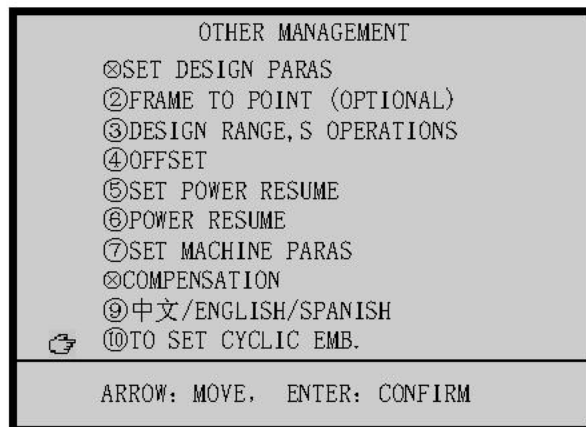 OTHER MANAGEMENT
⊗SET DESIGN PARAS
②FRAME TO POINT (OPTIONAL)
③DESIGN RANGE,S OPERATIONS
④OFFSET
⑤SET POWER RESUME
⑥POWER RESUME
⑦SET MACHINE PARAS
⊗COMPENSATION
⑨中文/ENGLISH/SPANISH
⑩TO SET CYCLIC EMB.
ARROW: MOVE, ENTER: CONFIRM